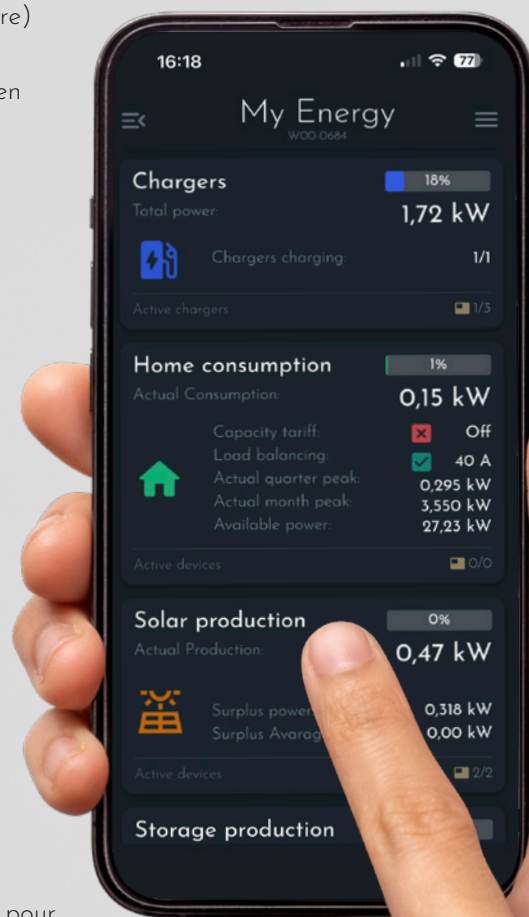 re)
en
16:18
77
My Energy
W00-0684
Chargers
18%
Total power:
1,72 kW
Chargers charging:
1/1
Active chargers
1/3
Home consumption
1%
Actual Consumption:
0,15 kW
Capacity tariff:
Off
Load balancing:
40 A
Actual quarter peak:
0,295 kW
Actual month peak:
3,550 kW
Available power:
27,23 kW
Active devices
0/0
Solar production
0%
Actual Production:
0,47 kW
Surplus power
0,318 kW
Surplus Avarag
0,00 kW
Active devices
2/2
Storage production
pour